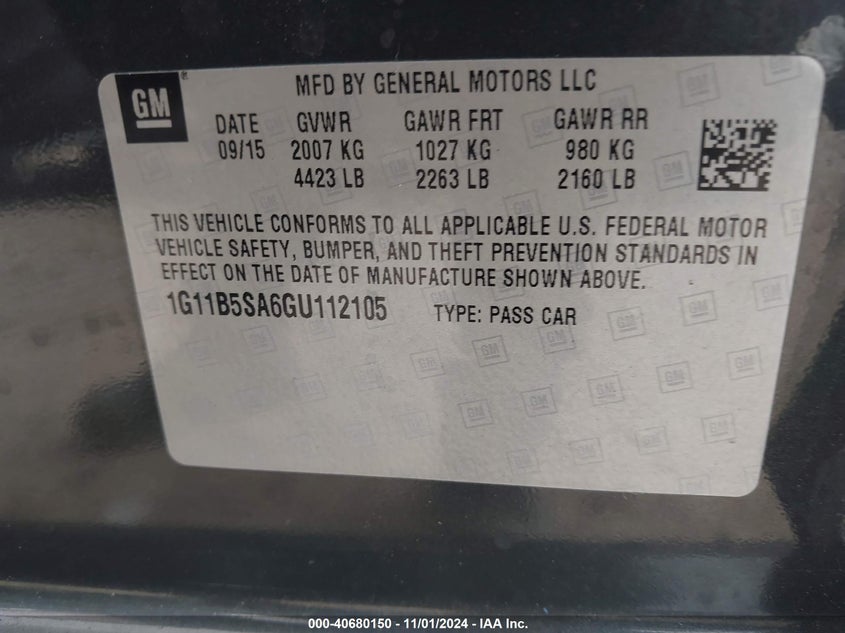 GM
MFD BY GENERAL MOTORS LLC
DATE GVWR GAWR FRT GAWR RR
09/15 2007 KG 1027 KG 980 KG
4423 LB 2263 LB 2160 LB
THIS VEHICLE CONFORMS TO ALL APPLICABLE U.S. FEDERAL MOTOR
VEHICLE SAFETY, BUMPER, AND THEFT PREVENTION STANDARDS IN
EFFECT ON THE DATE OF MANUFACTURE SHOWN ABOVE.
1G11B5SA6GU112105 TYPE: PASS CAR
000-40680150 - 11/01/2024 - IAA Inc.